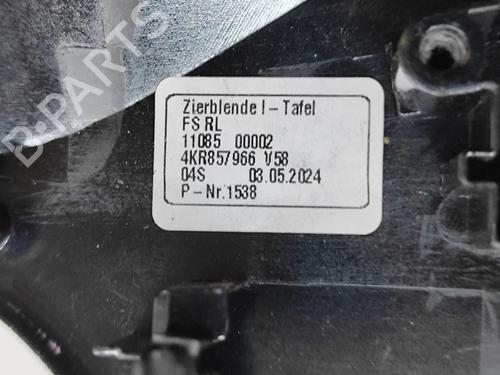 B-PARTS
Zierblende I - Tafel
FS RL
11085 00002
4KR857966 V58
04S 03.05.2024
P-Nr.1538